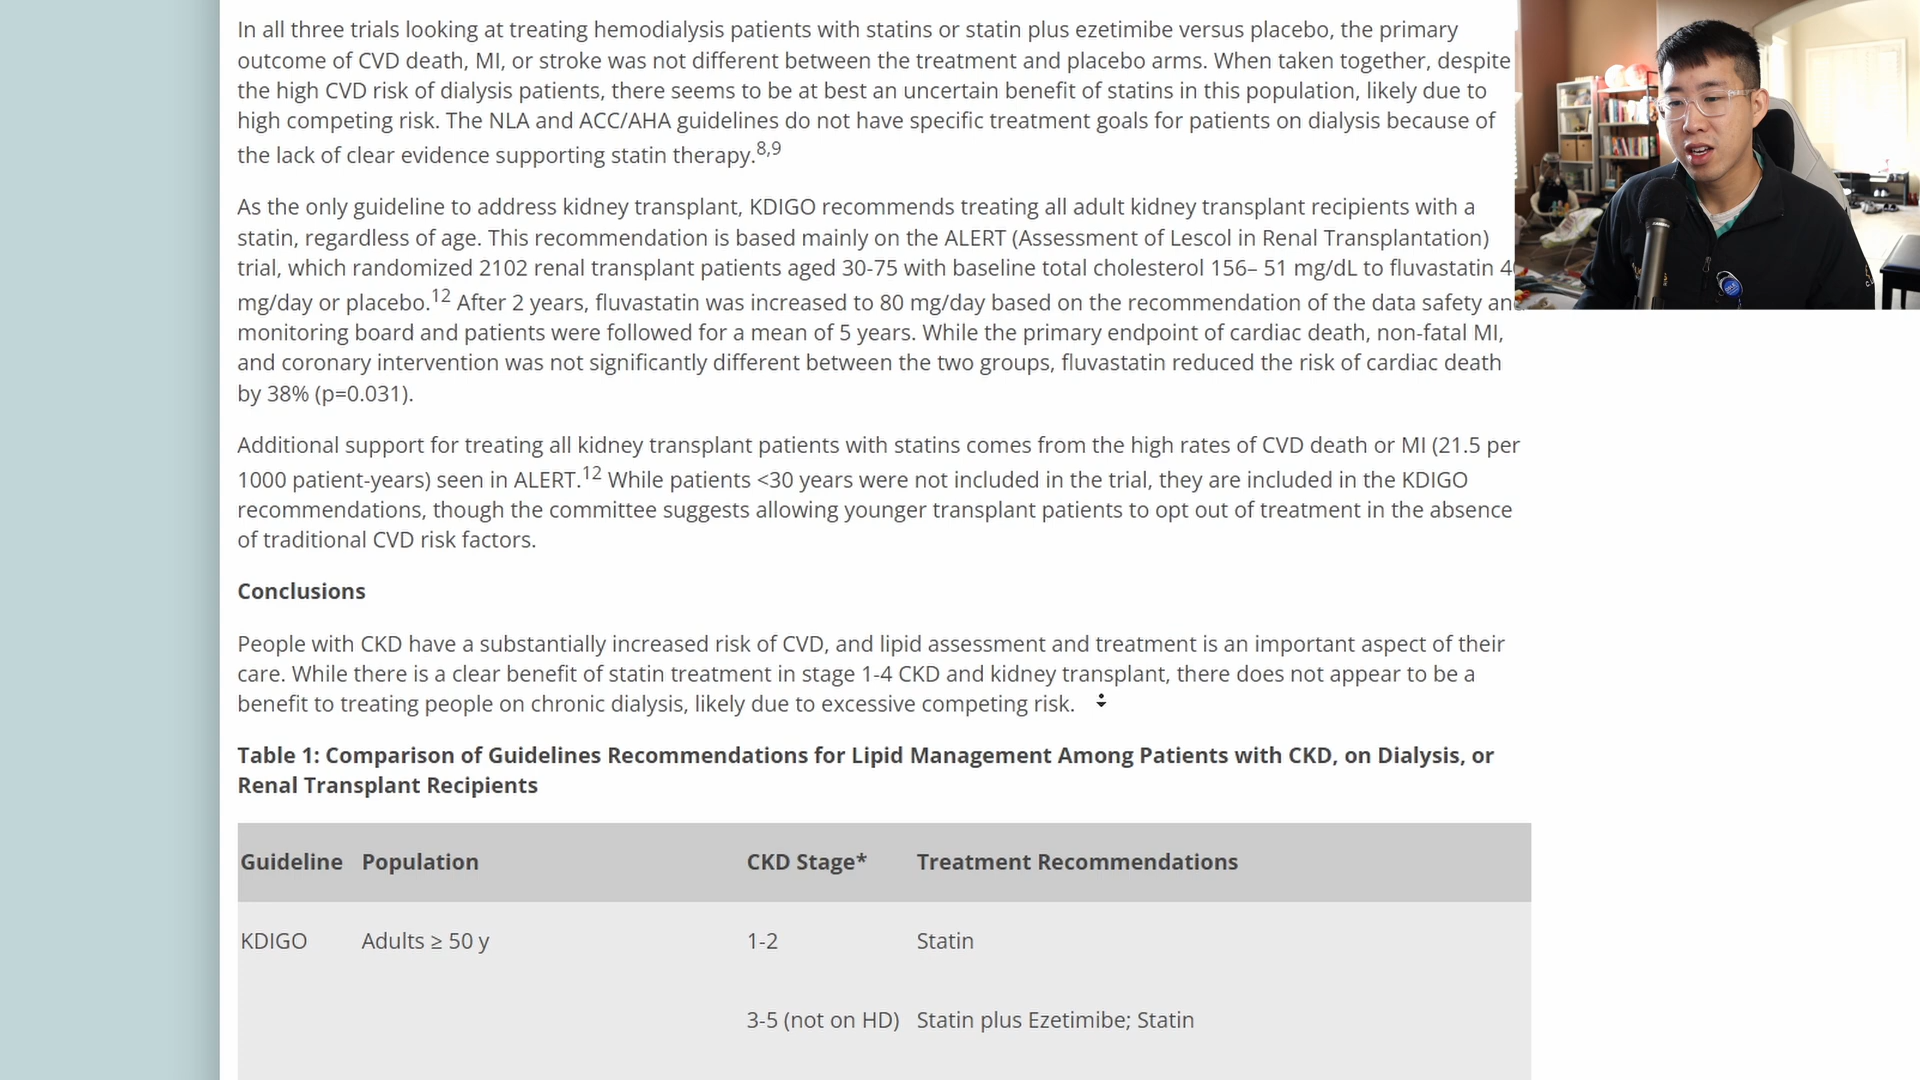 In all three trials looking at treating hemodialysis patients with statins or statin plus ezetimibe versus placebo, the primary
outcome of CVD death, MI, or stroke was not different between the treatment and placebo arms. When taken together, despite
the high CVD risk of dialysis patients, there seems to be at best an uncertain benefit of statins in this population, likely due to
high competing risk. The NLA and ACC/AHA guidelines do not have specific treatment goals for patients on dialysis because of
the lack of clear evidence supporting statin therapy.8,9
As the only guideline to address kidney transplant, KDIGO recommends treating all adult kidney transplant recipients with a
statin, regardless of age. This recommendation is based mainly on the ALERT (Assessment of Lescol in Renal Transplantation)
trial, which randomized 2102 renal transplant patients aged 30-75 with baseline total cholesterol 156– 51 mg/dL to fluvastatin
mg/day or placebo.12 After 2 years, fluvastatin was increased to 80 mg/day based on the recommendation of the data safety
monitoring board and patients were followed for a mean of 5 years. While the primary endpoint of cardiac death, non-fatal MI,
and coronary intervention was not significantly different between the two groups, fluvastatin reduced the risk of cardiac death
by 38% (p=0.031).
Additional support for treating all kidney transplant patients with statins comes from the high rates of CVD death or MI (21.5 per
1000 patient-years) seen in ALERT.12 While patients <30 years were not included in the trial, they are included in the KDIGO
recommendations, though the committee suggests allowing younger transplant patients to opt out of treatment in the absence
of traditional CVD risk factors.
Conclusions
People with CKD have a substantially increased risk of CVD, and lipid assessment and treatment is an important aspect of their
care. While there is a clear benefit of statin treatment in stage 1-4 CKD and kidney transplant, there does not appear to be a
benefit to treating people on chronic dialysis, likely due to excessive competing risk.
Table 1: Comparison of Guidelines Recommendations for Lipid Management Among Patients with CKD, on Dialysis, or
Renal Transplant Recipients
Guideline Population CKD Stage* Treatment Recommendations
KDIGO Adults ≥ 50 y 1-2 Statin
3-5 (not on HD) Statin plus Ezetimibe; Statin